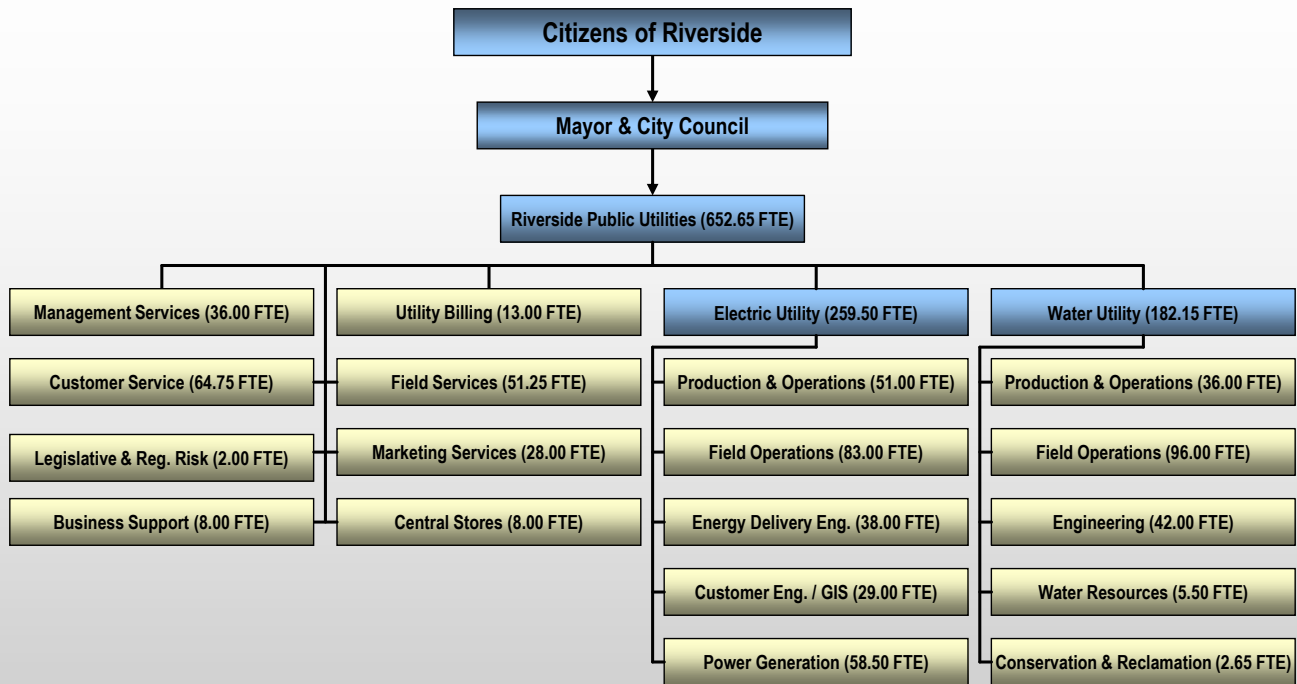 Citizens of Riverside
Mayor & City Council
Riverside Public Utilities (652.65 FTE)
Management Services (36.00 FTE)
Utility Billing (13.00 FTE)
Electric Utility (259.50 FTE)
Water Utility (182.15 FTE)
Customer Service (64.75 FTE)
Field Services (51.25 FTE)
Production & Operations (51.00 FTE)
Production & Operations (36.00 FTE)
Legislative & Reg. Risk (2.00 FTE)
Marketing Services (28.00 FTE)
Field Operations (83.00 FTE)
Field Operations (96.00 FTE)
Business Support (8.00 FTE)
Central Stores (8.00 FTE)
Energy Delivery Eng. (38.00 FTE)
Engineering (42.00 FTE)
Customer Eng. / GIS (29.00 FTE)
Water Resources (5.50 FTE)
Power Generation (58.50 FTE)
Conservation & Reclamation (2.65 FTE)